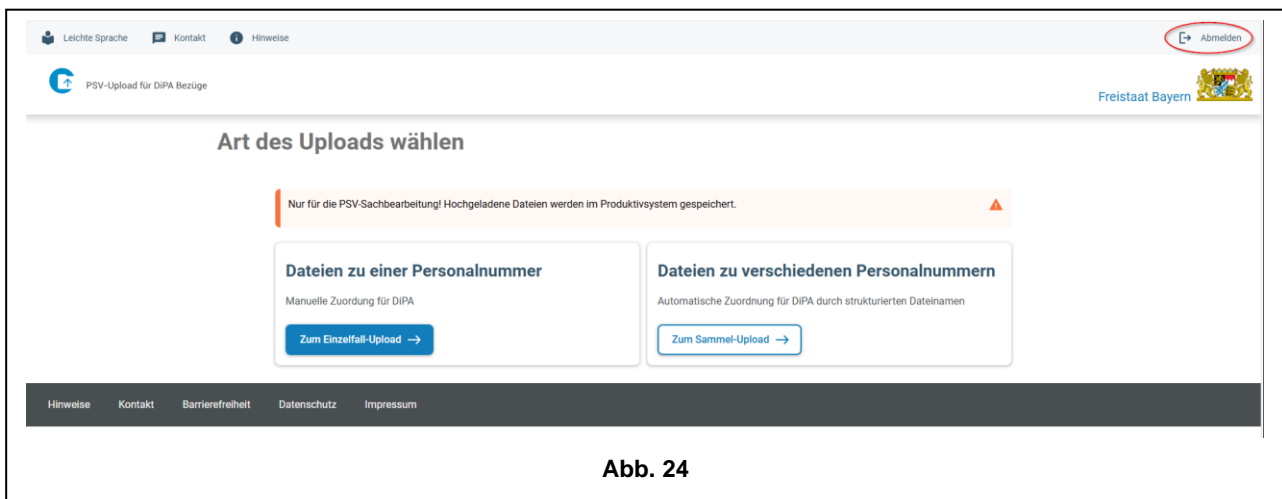 Leichte Sprache Kontakt Hinweise Abmelden
PSV-Upload für DiPA Bezüge
Freistaat Bayern
Art des Uploads wählen
Nur für die PSV-Sachbearbeitung! Hochgeladene Dateien werden im Produktivsystem gespeichert.
Dateien zu einer Personalnummer
Manuelle Zuordung für DiPA
Zum Einzelfall-Upload →
Dateien zu verschiedenen Personalnummern
Automatische Zuordnung für DiPA durch strukturierten Dateinamen
Zum Sammel-Upload →
Hinweise Kontakt Barrierefreiheit Datenschutz Impressum
Abb. 24